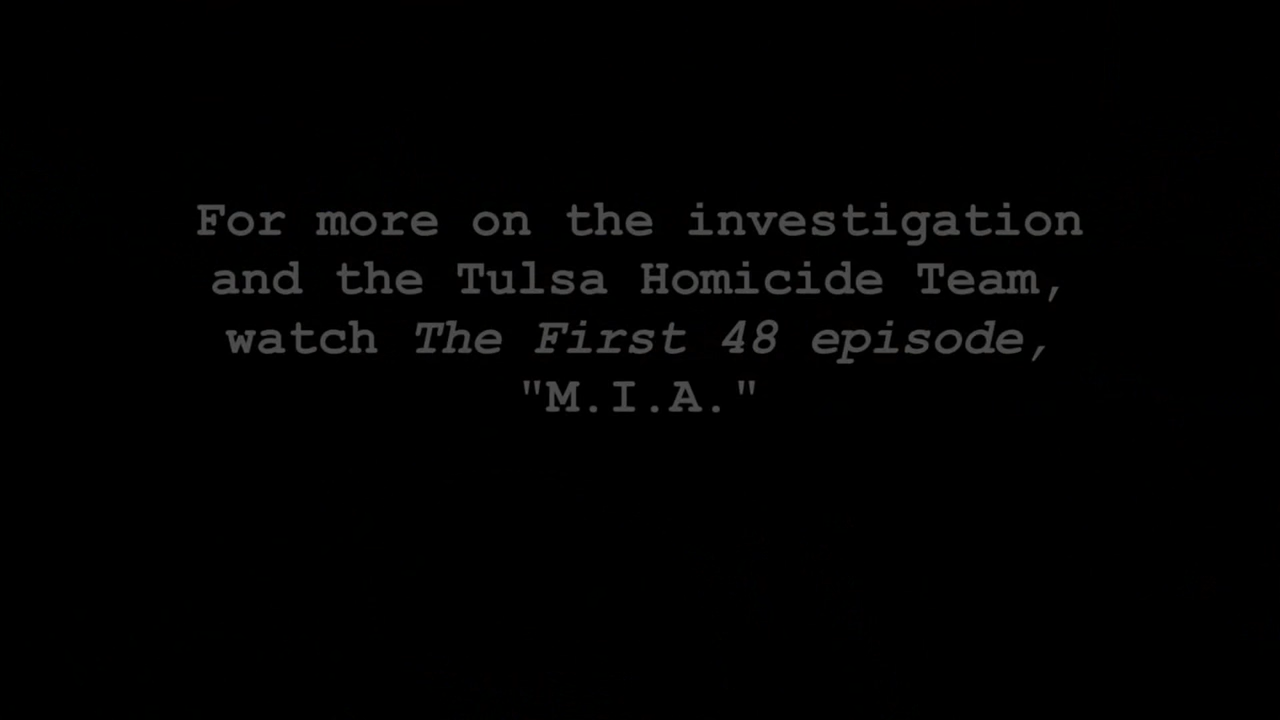 For more on the investigation
and the Tulsa Homicide Team,
watch The First 48 episode,
"M.I.A."